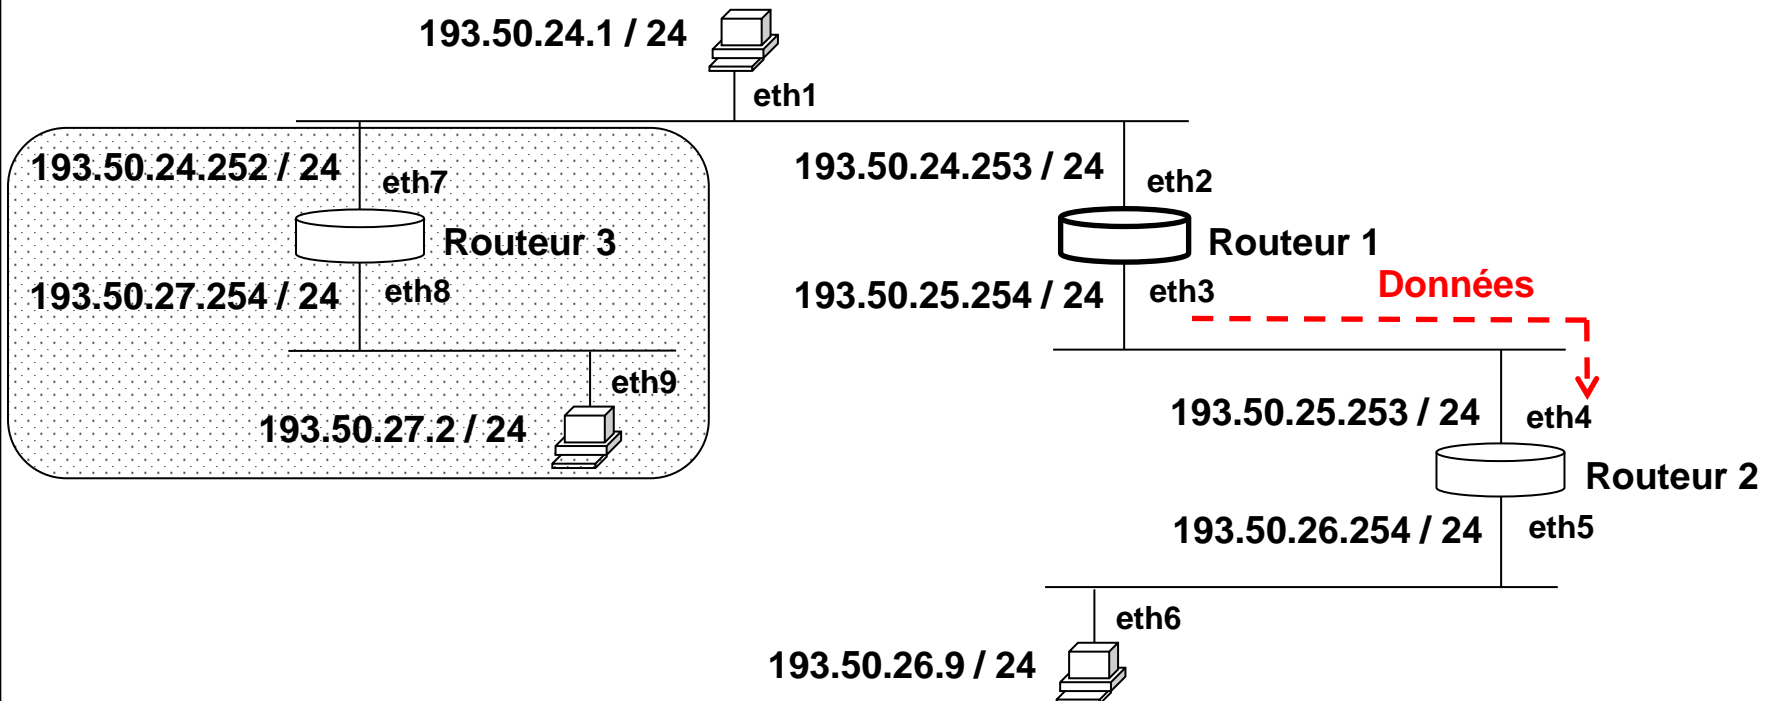 193.50.24.1 / 24
eth1
193.50.24.252 / 24
eth7
Routeur 3
193.50.27.254 / 24
eth8
eth9
193.50.27.2 / 24
193.50.24.253 / 24
eth2
Routeur 1
193.50.25.254 / 24
eth3
Données
193.50.25.253 / 24
eth4
Routeur 2
193.50.26.254 / 24
eth5
eth6
193.50.26.9 / 24